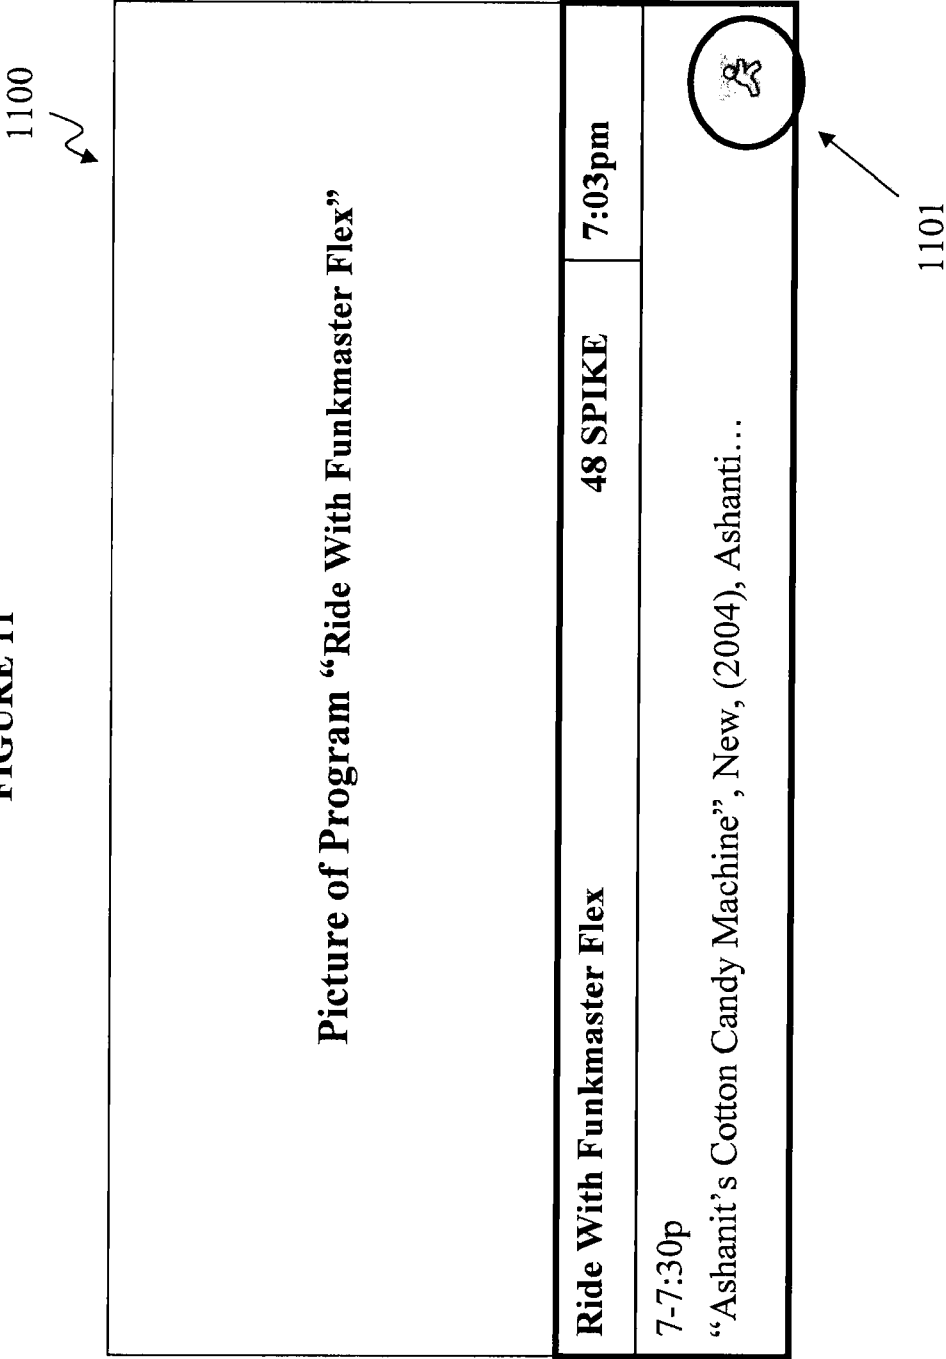 FIGURE 11
1100
Picture of Program “Ride With Funkmaster Flex”
Ride With Funkmaster Flex 48 SPIKE 7:03pm
7-7:30p
“Ashanit’s Cotton Candy Machine”, New, (2004), Ashanti…
1101